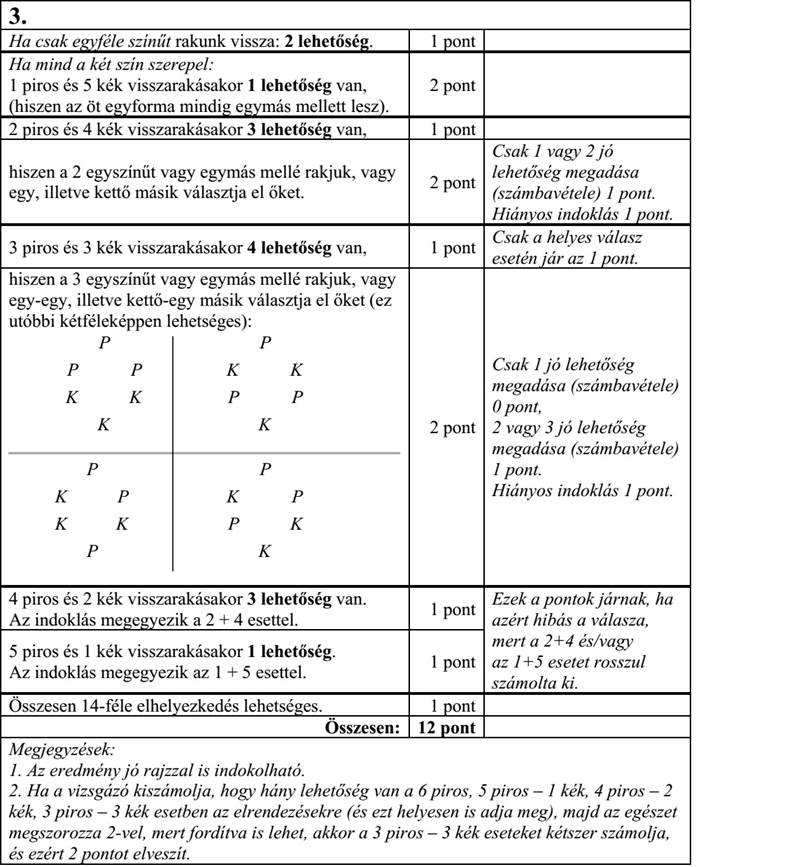 3.
Ha csak egyféle színűt rakunk vissza: 2 lehetőség. 1 pont
Ha mind a két szín szerepel:
1 piros és 5 kék visszarakásakor 1 lehetőség van, 2 pont
(hiszen az öt egyforma mindig egymás mellett lesz).
2 piros és 4 kék visszarakásakor 3 lehetőség van, 1 pont
hiszen a 2 egyszínűt vagy egymás mellé rakjuk, vagy
egy, illetve kettő másik választja el őket.
2 pont
Csak 1 vagy 2 jó
lehetőség megadása
(számbavétele) 1 pont.
Hiányos indoklás 1 pont.
3 piros és 3 kék visszarakásakor 4 lehetőség van, 1 pont
Csak a helyes válasz
esetén jár az 1 pont.
hiszen a 3 egyszínűt vagy egymás mellé rakjuk, vagy
egy-egy, illetve kettő-egy másik választja el őket (ez
utóbbi kétféleképpen lehetséges):
P P
P P K K
K K P P
K K
P P
K P K P
K K P K
P K
2 pont
Csak 1 jó lehetőség
megadása (számbavétele)
0 pont,
2 vagy 3 jó lehetőség
megadása (számbavétele)
1 pont.
Hiányos indoklás 1 pont.
4 piros és 2 kék visszarakásakor 3 lehetőség van.
Az indoklás megegyezik a 2 + 4 esettel.
1 pont
5 piros és 1 kék visszarakásakor 1 lehetőség.
Az indoklás megegyezik az 1 + 5 esettel.
1 pont
Ezek a pontok járnak, ha
azért hibás a válasza,
mert a 2+4 és/vagy
az 1+5 esetet rosszul
számolta ki.
Összesen 14-féle elhelyezkedés lehetséges. 1 pont
Összesen: 12 pont
Megjegyzések:
1. Az eredmény jó rajzzal is indokolható.
2. Ha a vizsgázó kiszámolja, hogy hány lehetőség van a 6 piros, 5 piros – 1 kék, 4 piros – 2
kék, 3 piros – 3 kék esetben az elrendezésekre (és ezt helyesen is adja meg), majd az egészet
megszorozza 2-vel, mert fordítva is lehet, akkor a 3 piros – 3 kék eseteket kétszer számolja,
és ezért 2 pontot elveszít.